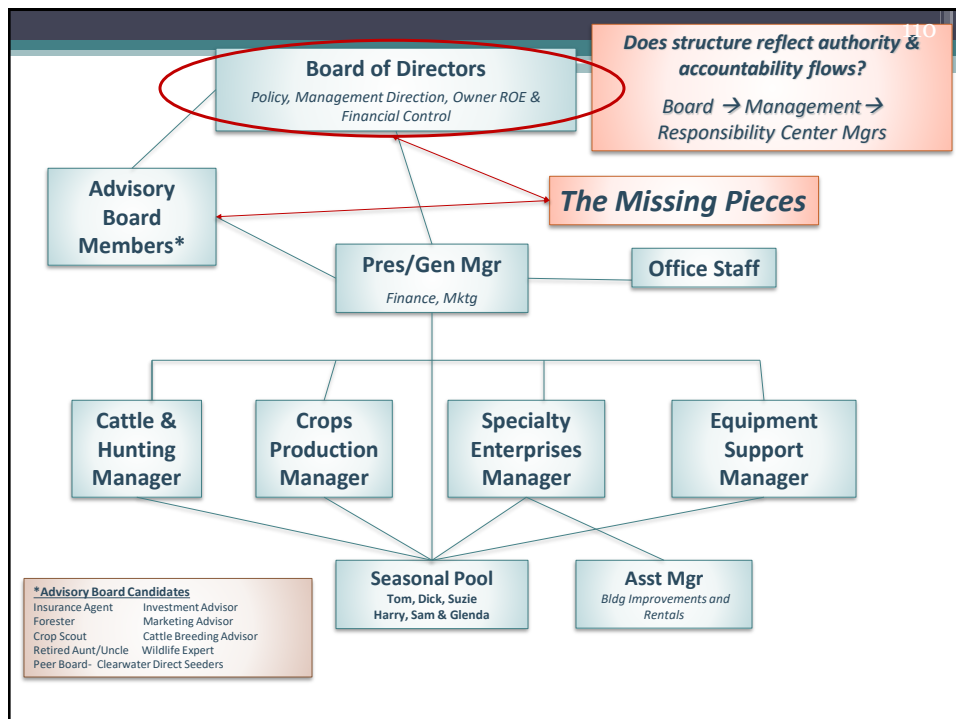 110
Does structure reflect authority &
accountability flows?
Board → Management →
Responsibility Center Mgrs
Board of Directors
Policy, Management Direction, Owner ROE &
Financial Control
Advisory
Board
Members*
The Missing Pieces
Pres/Gen Mgr
Finance, Mktg
Office Staff
Cattle &
Hunting
Manager
Crops
Production
Manager
Specialty
Enterprises
Manager
Equipment
Support
Manager
Seasonal Pool
Tom, Dick, Suzie
Harry, Sam & Glenda
Asst Mgr
Bldg Improvements and
Rentals
*Advisory Board Candidates
Insurance Agent Investment Advisor
Forester Marketing Advisor
Crop Scout Cattle Breeding Advisor
Retired Aunt/Uncle Wildlife Expert
Peer Board- Clearwater Direct Seeders